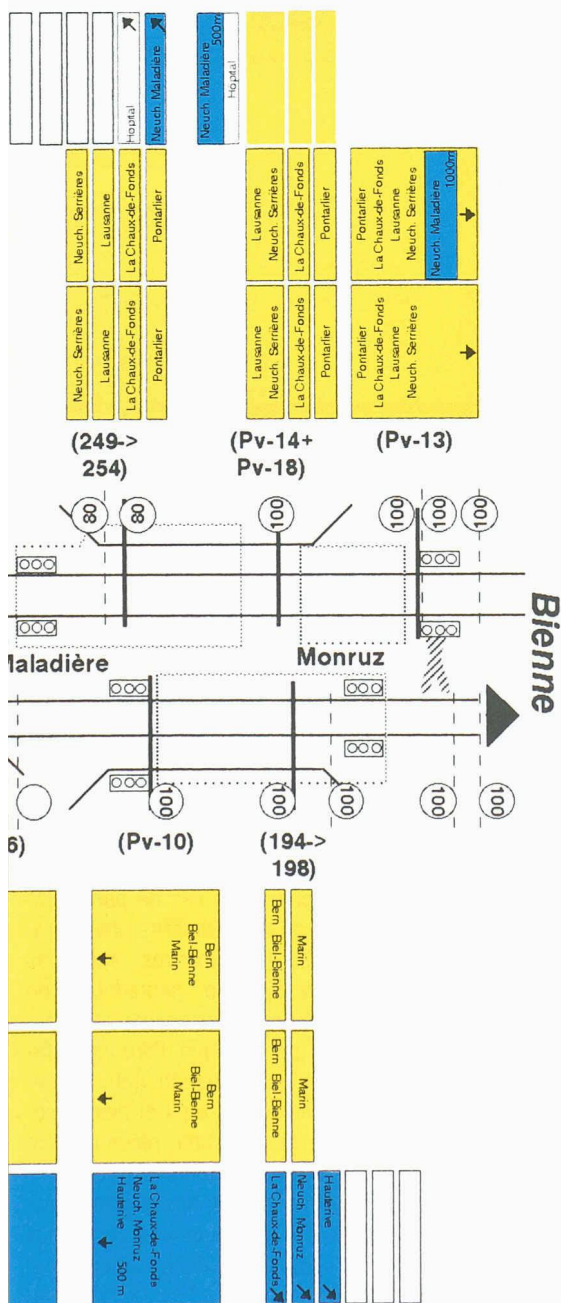 Hopital
Neuch. Maladière
Neuch. Maladière
500m
Hopital
Neuch. Serrières
Lausanne
La Chaux-de-Fonds
Pontarlier
Lausanne
Neuch. Serrières
La Chaux-de-Fonds
Pontarlier
Pontarlier
La Chaux-de-Fonds
Lausanne
Neuch. Serrières
Neuch. Maladière
1000m
Neuch. Serrières
Lausanne
La Chaux-de-Fonds
Pontarlier
Lausanne
Neuch. Serrières
La Chaux-de-Fonds
Pontarlier
Pontarlier
La Chaux-de-Fonds
Lausanne
Neuch. Serrières
(249->
254)
(Pv-14+
Pv-18)
(Pv-13)
80
80
100
100
100
100
Bienne
Maladière
Monruz
100
100
100
100
100
6)
(Pv-10)
(194->
198)
Bern
Biel-Bienne
Marin
Bern Biel-Bienne
Marin
Bern
Biel-Bienne
Marin
Bern Biel-Bienne
Marin
La Chaux-de-Fonds
Neuch. Monruz
Hauterive 500 m
La Chaux-de-Fonds
Neuch. Monruz
Hauterive